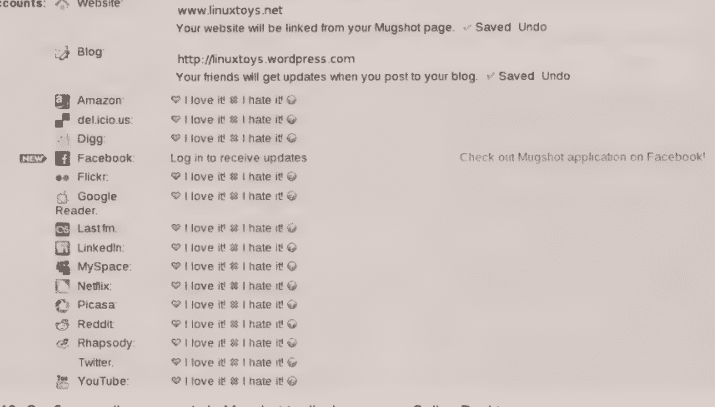 Website:
www.linuxtoys.net
Your website will be linked from your Mugshot page. Saved Undo
Blog:
http://linuxtoys.wordpress.com
Your friends will get updates when you post to your blog. Saved Undo
Amazon: I love it! I hate it!
del.icio.us: I love it! I hate it!
Digg: I love it! I hate it!
NEW Facebook: Log in to receive updates Check out Mugshot application on Facebook!
Flickr: I love it! I hate it!
Google I love it! I hate it!
Reader:
Last.fm: I love it! I hate it!
LinkedIn: I love it! I hate it!
MySpace: I love it! I hate it!
Netflix: I love it! I hate it!
Picasa: I love it! I hate it!
Reddit: I love it! I hate it!
Rhapsody: I love it! I hate it!
Twitter: I love it! I hate it!
YouTube: I love it! I hate it!